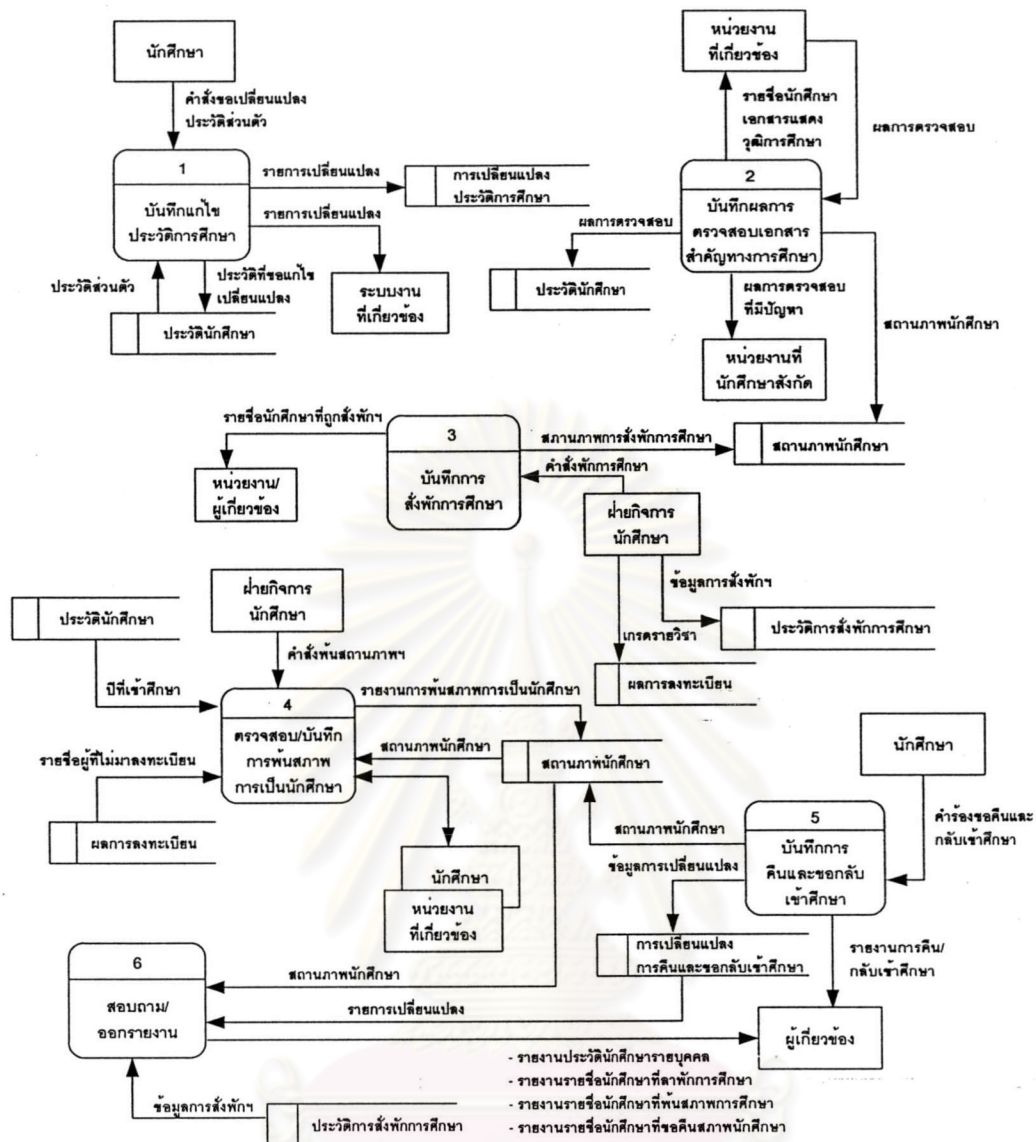 นักศึกษา
คำสั่งขอเปลี่ยนแปลง
ประวัติส่วนตัว
1
บันทึกแก้ไข
ประวัติการศึกษา
รายการเปลี่ยนแปลง
การเปลี่ยนแปลง
ประวัติการศึกษา
รายการเปลี่ยนแปลง
ระบบงาน
ที่เกี่ยวข้อง
ประวัติส่วนตัว
ประวัติที่ขอแก้ไข
เปลี่ยนแปลง
ประวัตินักศึกษา
หน่วยงาน
ที่เกี่ยวข้อง
รายชื่อนักศึกษา
เอกสารแสดง
วุฒิการศึกษา
ผลการตรวจสอบ
2
บันทึกผลการ
ตรวจสอบเอกสาร
สำคัญทางการศึกษา
ผลการตรวจสอบ
ประวัตินักศึกษา
ผลการตรวจสอบ
ที่มีปัญหา
หน่วยงานที่
นักศึกษาสังกัด
สถานภาพนักศึกษา
สถานภาพนักศึกษา
รายชื่อนักศึกษาที่ถูกสั่งพักฯ
หน่วยงาน/
ผู้เกี่ยวข้อง
3
บันทึกการ
สั่งพักการศึกษา
สภานภาพการสั่งพักการศึกษา
คำสั่งพักการศึกษา
ฝ่ายกิจการ
นักศึกษา
ข้อมูลการสั่งพักฯ
ประวัติการสั่งพักการศึกษา
เกรดรายวิชา
ผลการลงทะเบียน
ประวัตินักศึกษา
ปีที่เข้าศึกษา
ฝ่ายกิจการ
นักศึกษา
คำสั่งพ้นสถานภาพฯ
4
ตรวจสอบ/บันทึก
การพ้นสภาพ
การเป็นนักศึกษา
รายงานการพ้นสภาพการเป็นนักศึกษา
สถานภาพนักศึกษา
สถานภาพนักศึกษา
รายชื่อผู้ที่ไม่มาลงทะเบียน
ผลการลงทะเบียน
นักศึกษา
หน่วยงาน
ที่เกี่ยวข้อง
นักศึกษา
คำร้องขอคืนและ
กลับเข้าศึกษา
5
บันทึกการ
คืนและขอกลับ
เข้าศึกษา
สถานภาพนักศึกษา
ข้อมูลการเปลี่ยนแปลง
การเปลี่ยนแปลง
การคืนและขอกลับเข้าศึกษา
รายงานการคืน/
กลับเข้าศึกษา
ผู้เกี่ยวข้อง
6
สอบถาม/
ออกรายงาน
สถานภาพนักศึกษา
รายการเปลี่ยนแปลง
- รายงานประวัตินักศึกษารายบุคคล
- รายงานรายชื่อนักศึกษาที่ลาพักการศึกษา
- รายงานรายชื่อนักศึกษาที่พ้นสภาพการศึกษา
- รายงานรายชื่อนักศึกษาที่ขอคืนสภาพนักศึกษา
ข้อมูลการสั่งพักฯ
ประวัติการสั่งพักการศึกษา